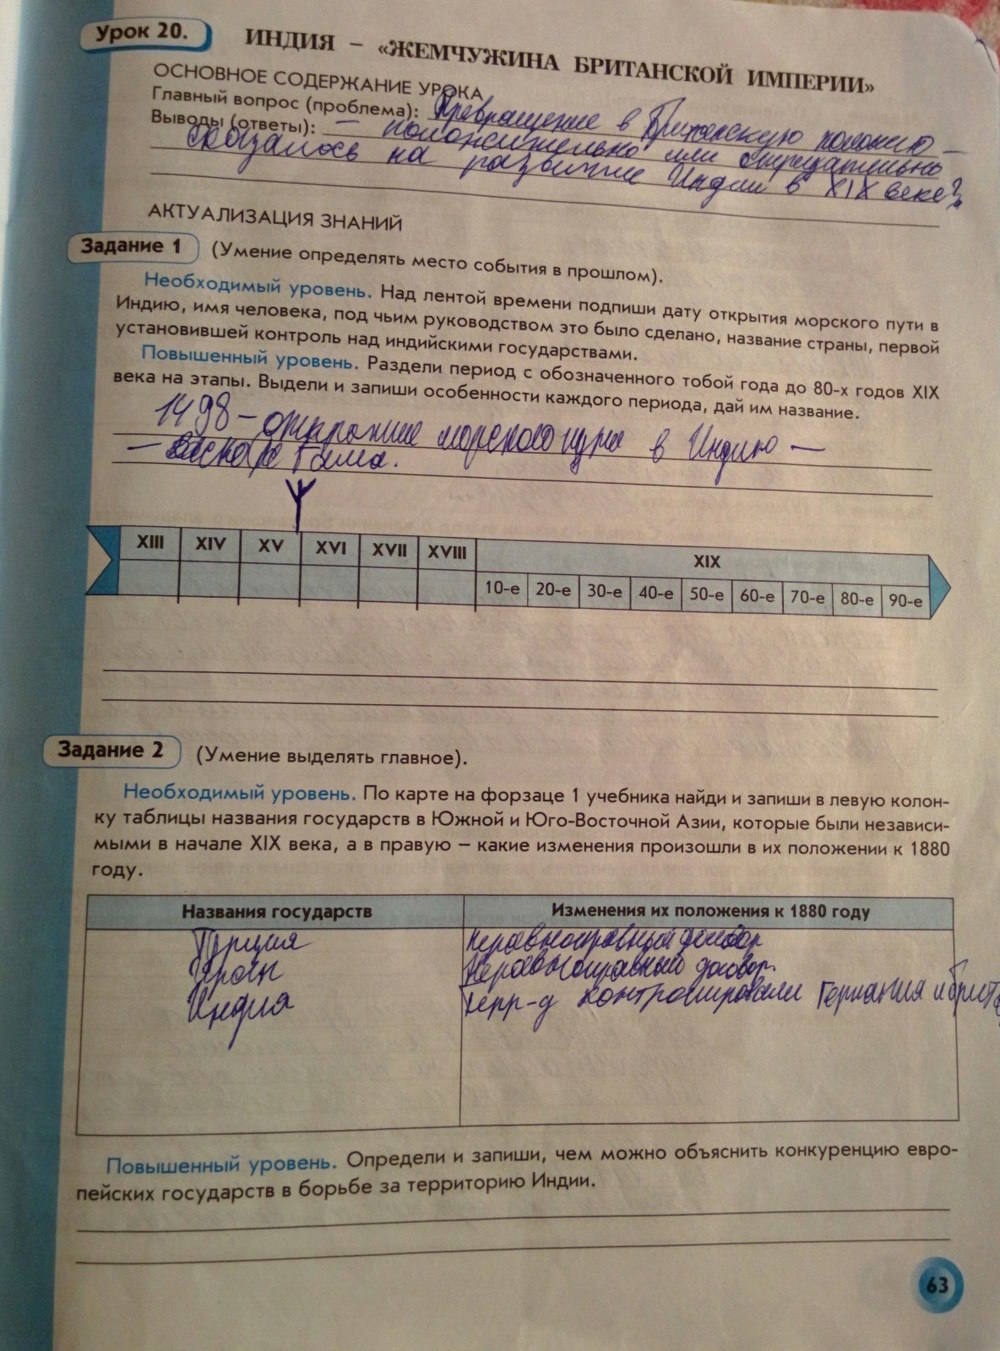 Урок 20.
ИНДИЯ – «ЖЕМЧУЖИНА БРИТАНСКОЙ ИМПЕРИИ»
ОСНОВНОЕ СОДЕРЖАНИЕ УРОКА
Главный вопрос (проблема): Превращение в Британскую колонию –
Выводы (ответы): – положительно или отрицательно
сказалось на развитие Индии в XIX веке?
АКТУАЛИЗАЦИЯ ЗНАНИЙ
Задание 1 (Умение определять место события в прошлом).
Необходимый уровень. Над лентой времени подпиши дату открытия морского пути в
Индию, имя человека, под чьим руководством это было сделано, название страны, первой
установившей контроль над индийскими государствами.
Повышенный уровень. Раздели период с обозначенного тобой года до 80-х годов XIX
века на этапы. Выдели и запиши особенности каждого периода, дай им название.
1498 – открытие морского пути в Индию –
– Васко да Гама.
XIII XIV XV XVI XVII XVIII XIX
10-е 20-е 30-е 40-е 50-е 60-е 70-е 80-е 90-е
Задание 2 (Умение выделять главное).
Необходимый уровень. По карте на форзаце 1 учебника найди и запиши в левую колон-
ку таблицы названия государств в Южной и Юго-Восточной Азии, которые были независи-
мыми в начале XIX века, а в правую – какие изменения произошли в их положении к 1880
году.
Названия государств Изменения их положения к 1880 году
Турция неравноправный договор
Иран Неравноправный договор.
Индия Терр-д контролировали Германия и
Повышенный уровень. Определи и запиши, чем можно объяснить конкуренцию евро-
пейских государств в борьбе за территорию Индии.
63